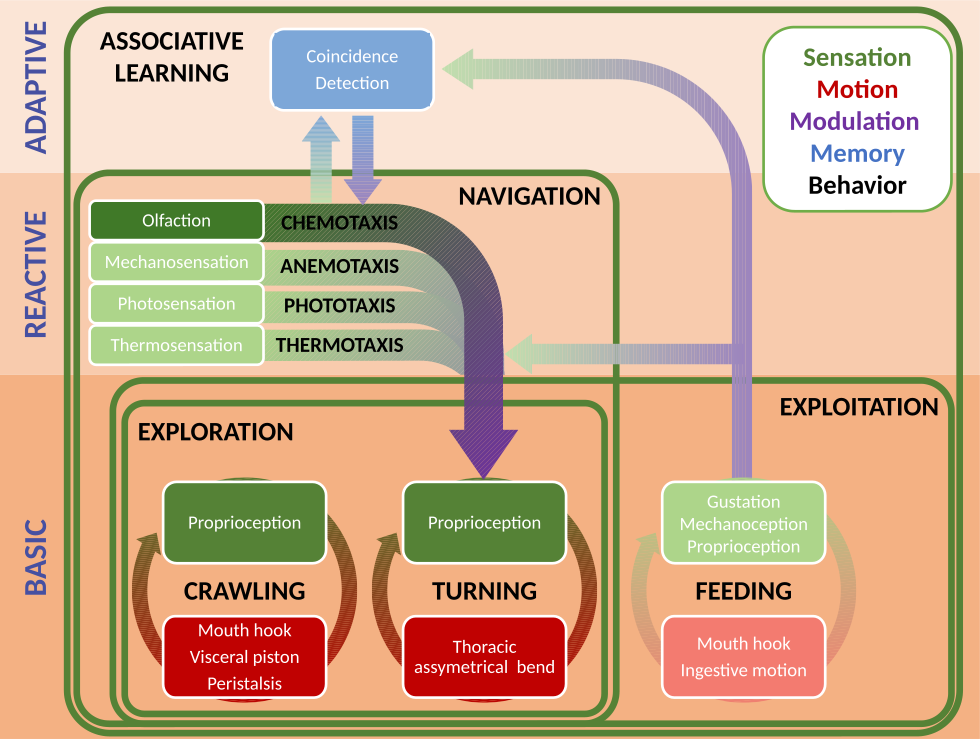 ADAPTIVE
ASSOCIATIVE
LEARNING
Coincidence
Detection
Sensation
Motion
Modulation
Memory
Behavior
REACTIVE
NAVIGATION
Olfaction
CHEMOTAXIS
Mechanosensation
ANEMOTAXIS
Photosensation
PHOTOTAXIS
Thermosensation
THERMOTAXIS
BASIC
EXPLORATION
EXPLOITATION
Proprioception
CRAWLING
Mouth hook
Visceral piston
Peristalsis
Proprioception
TURNING
Thoracic
assymetrical bend
Gustation
Mechanoception
Proprioception
FEEDING
Mouth hook
Ingestive motion